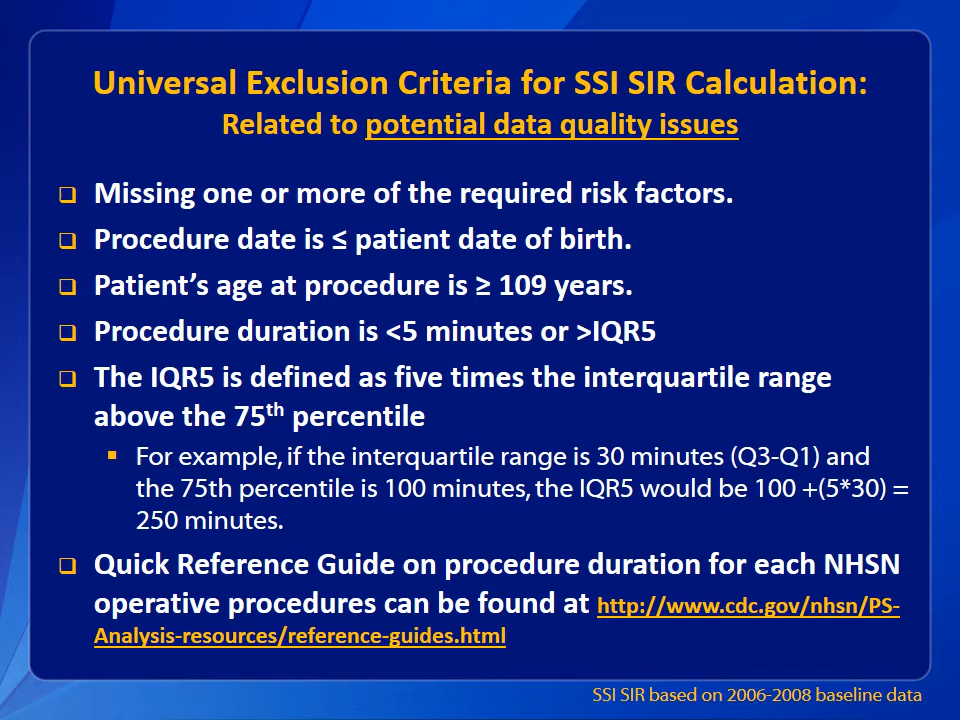 Universal Exclusion Criteria for SSI SIR Calculation:
Related to potential data quality issues
Missing one or more of the required risk factors.
Procedure date is ≤ patient date of birth.
Patient’s age at procedure is ≥ 109 years.
Procedure duration is <5 minutes or >IQR5
The IQR5 is defined as five times the interquartile range
above the 75th percentile
For example, if the interquartile range is 30 minutes (Q3-Q1) and
the 75th percentile is 100 minutes, the IQR5 would be 100 +(5*30) =
250 minutes.
Quick Reference Guide on procedure duration for each NHSN
operative procedures can be found at http://www.cdc.gov/nhsn/PS-
Analysis-resources/reference-guides.html
SSI SIR based on 2006-2008 baseline data